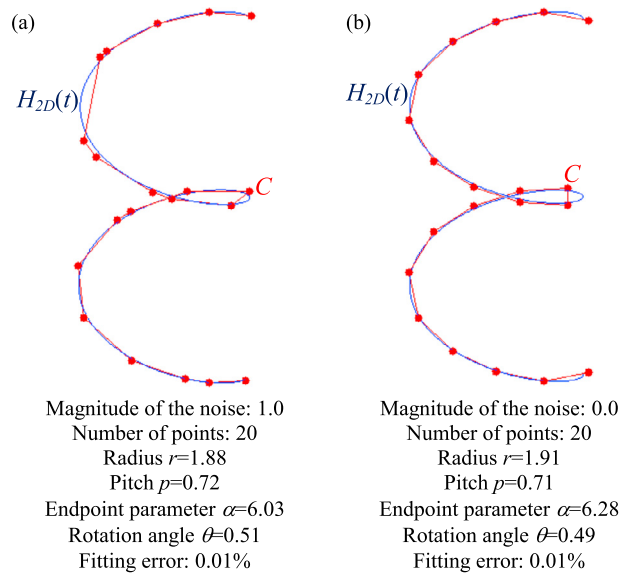 (a)
H2D(t)
C
Magnitude of the noise: 1.0
Number of points: 20
Radius r=1.88
Pitch p=0.72
Endpoint parameter α=6.03
Rotation angle θ=0.51
Fitting error: 0.01%
(b)
H2D(t)
C
Magnitude of the noise: 0.0
Number of points: 20
Radius r=1.91
Pitch p=0.71
Endpoint parameter α=6.28
Rotation angle θ=0.49
Fitting error: 0.01%